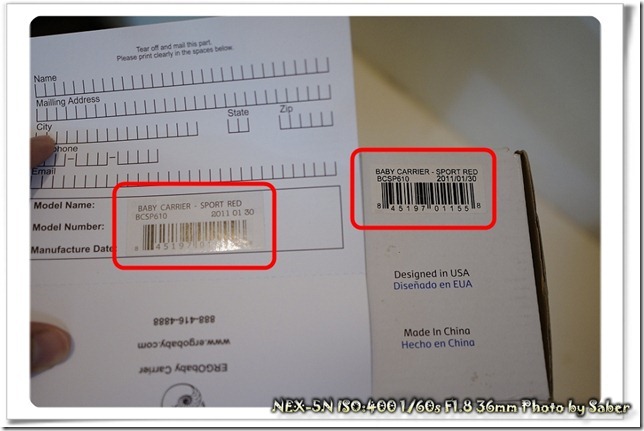 Tear off and mail this part.
Please print clearly in the spaces below.
Name
Mailling Address
City State Zip
phone
Email
Model Name:
Model Number:
Manufacture Date:
BABY CARRIER - SPORT RED
BCSP610 2011 01 30
8 45197
888-416-4888
www.ergobaby.com
ERGObaby Carrier
BABY CARRIER - SPORT RED
BCSP610 2011/01/30
8 45197 01155 8
Designed in USA
Diseñado en EUA
Made In China
Hecho en China
NEX-5N ISO:400 1/60s F1.8 36mm Photo by Saber